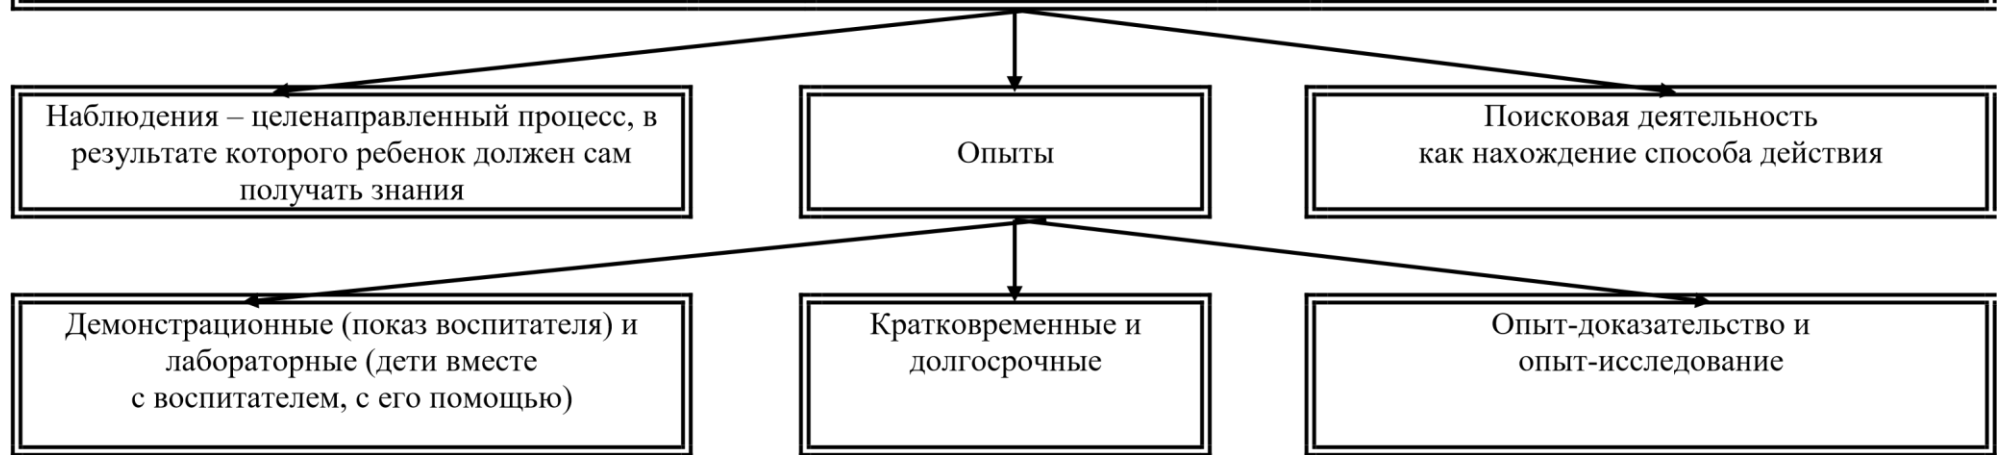 Наблюдения – целенаправленный процесс, в
результате которого ребенок должен сам
получать знания
Опыты
Поисковая деятельность
как нахождение способа действия
Демонстрационные (показ воспитателя) и
лабораторные (дети вместе
с воспитателем, с его помощью)
Кратковременные и
долгосрочные
Опыт-доказательство и
опыт-исследование